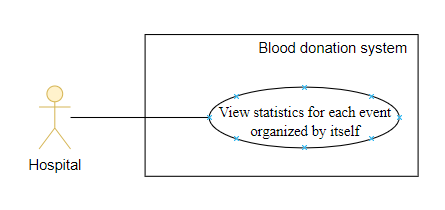 Blood donation system
View statistics for each event
organized by itself
Hospital